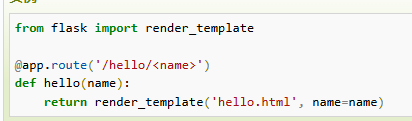 from flask import render_template
@app.route('/hello/<name>')
def hello(name):
    return render_template('hello.html', name=name)